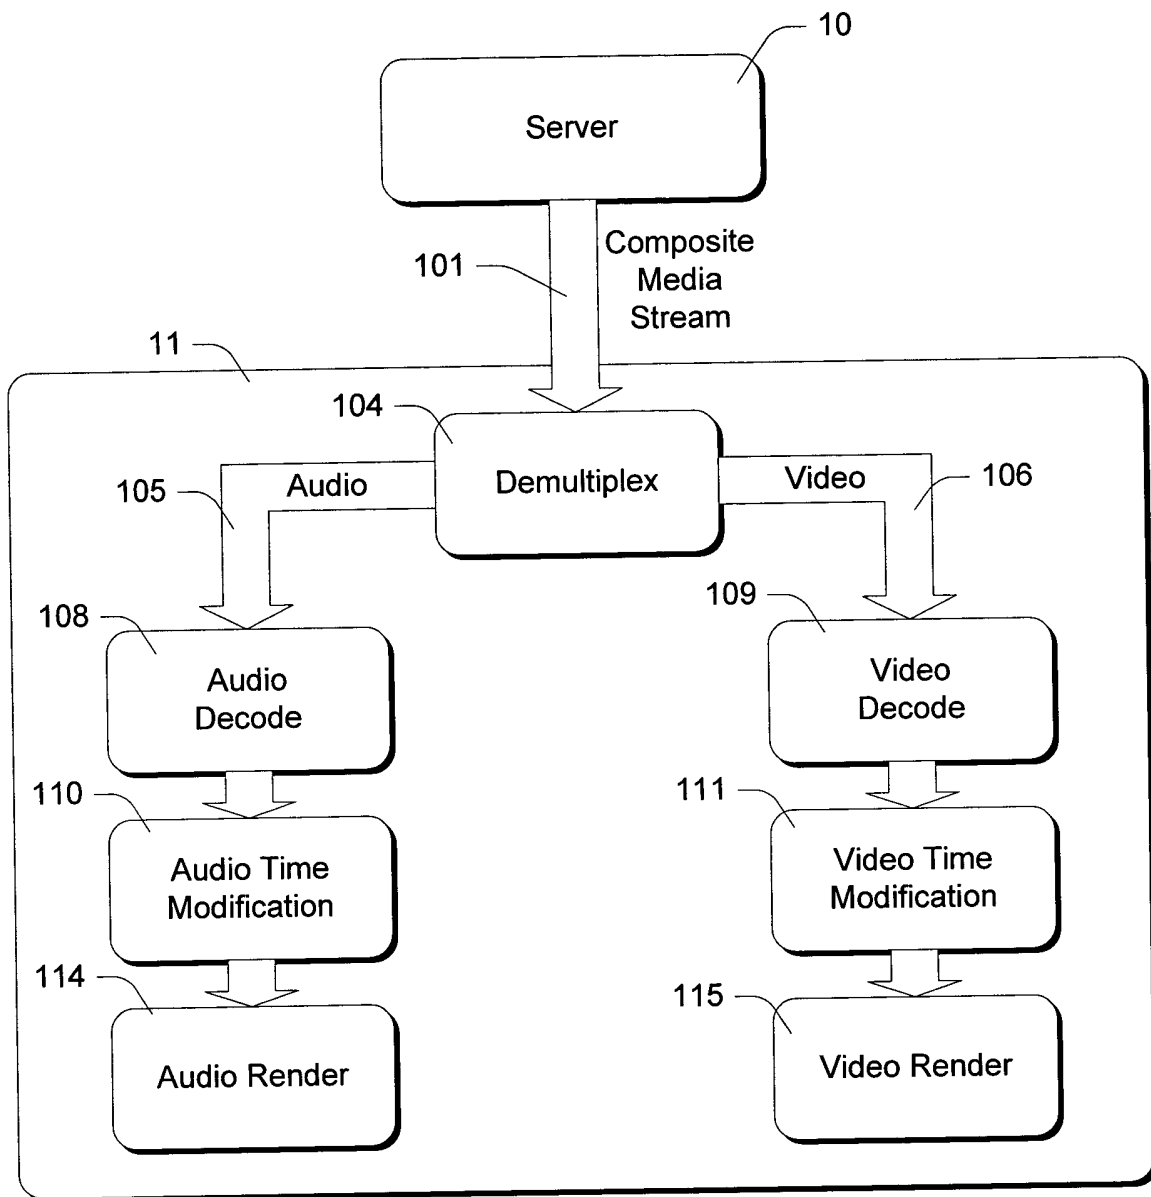 10
Server
101
Composite
Media
Stream
11
104
105
Audio
Demultiplex
Video
106
108
Audio
Decode
109
Video
Decode
110
Audio Time
Modification
111
Video Time
Modification
114
Audio Render
115
Video Render